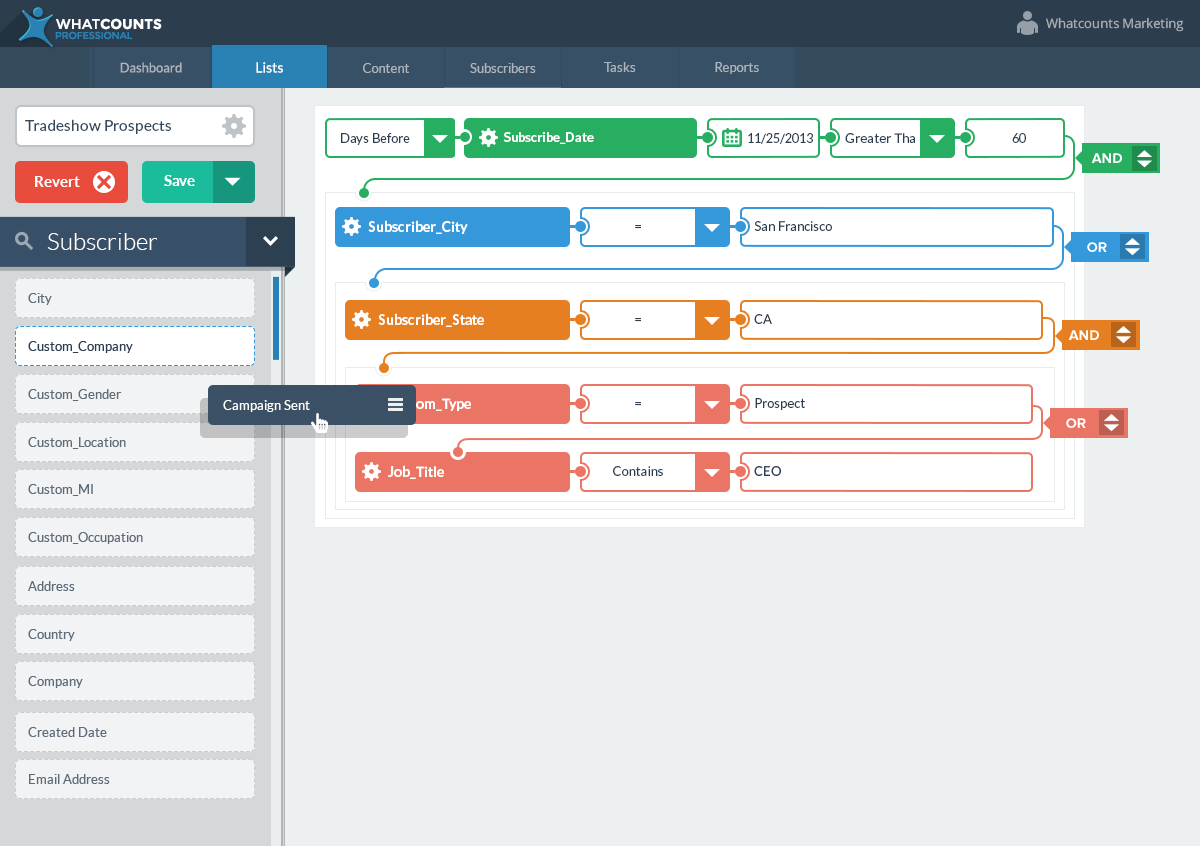 WHATCOUNTS
PROFESSIONAL
Whatcounts Marketing
Dashboard
Lists
Content
Subscribers
Tasks
Reports
Tradeshow Prospects
Revert
Save
Subscriber
City
Custom_Company
Custom_Gender
Custom_Location
Custom_MI
Custom_Occupation
Address
Country
Company
Created Date
Email Address
Campaign Sent
Days Before
Subscribe_Date
11/25/2013
Greater Tha
60
AND
Subscriber_City
=
San Francisco
OR
Subscriber_State
=
CA
AND
om_Type
=
Prospect
OR
Job_Title
Contains
CEO